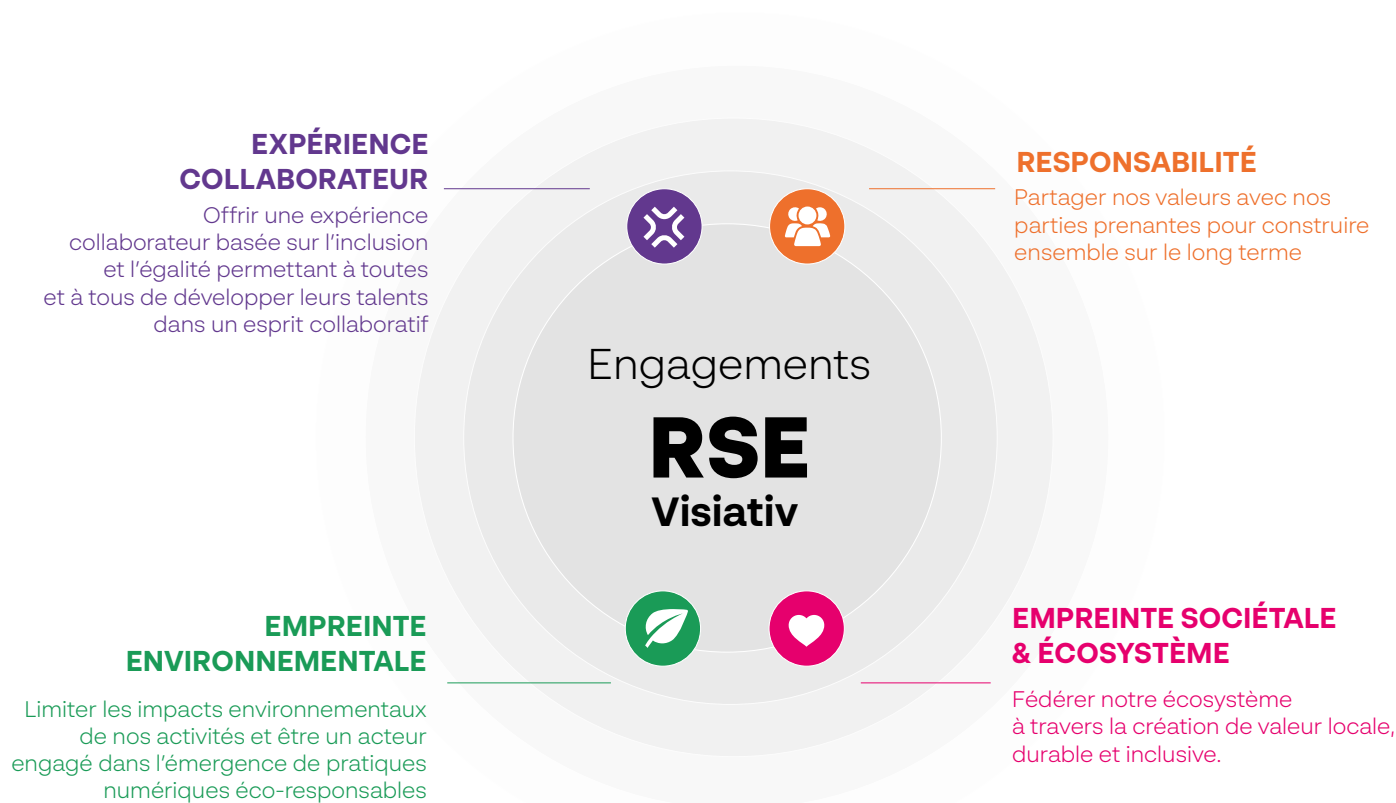 EXPÉRIENCE
COLLABORATEUR
Offrir une expérience
collaborateur basée sur l’inclusion
et l’égalité permettant à toutes
et à tous de développer leurs talents
dans un esprit collaboratif
RESPONSABILITÉ
Partager nos valeurs avec nos
parties prenantes pour construire
ensemble sur le long terme
Engagements
RSE
Visiativ
EMPREINTE
ENVIRONNEMENTALE
Limiter les impacts environnementaux
de nos activités et être un acteur
engagé dans l’émergence de pratiques
numériques éco-responsables
EMPREINTE SOCIÉTALE
& ÉCOSYSTÈME
Fédérer notre écosystème
à travers la création de valeur locale,
durable et inclusive.